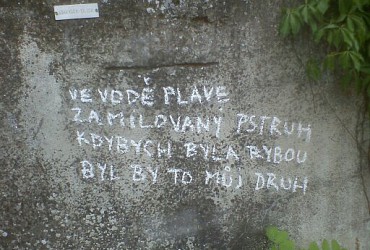 VE VODĚ PLAVE
ZAMILOVANÝ PSTRUH
KDYBYCH BYLA RYBOU
BYL BY TO MŮJ DRUH